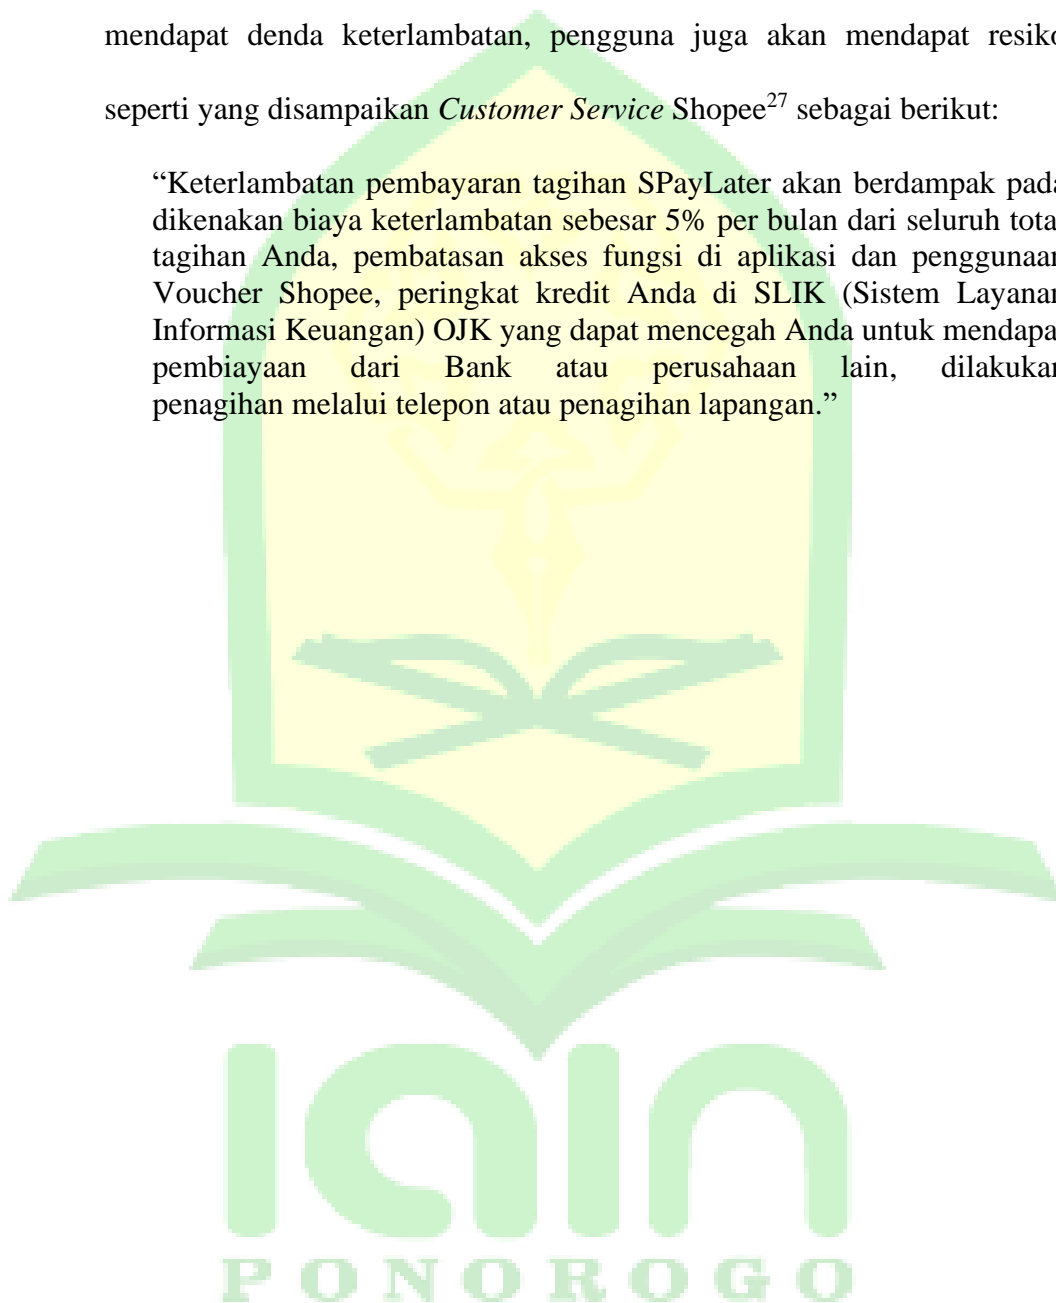 mendapat denda keterlambatan, pengguna juga akan mendapat resiko
seperti yang disampaikan Customer Service Shopee27 sebagai berikut:
“Keterlambatan pembayaran tagihan SPayLater akan berdampak pada
dikenakan biaya keterlambatan sebesar 5% per bulan dari seluruh total
tagihan Anda, pembatasan akses fungsi di aplikasi dan penggunaan
Voucher Shopee, peringkat kredit Anda di SLIK (Sistem Layanan
Informasi Keuangan) OJK yang dapat mencegah Anda untuk mendapat
pembiayaan dari Bank atau perusahaan lain, dilakukan
penagihan melalui telepon atau penagihan lapangan.”
iain
PONOROGO